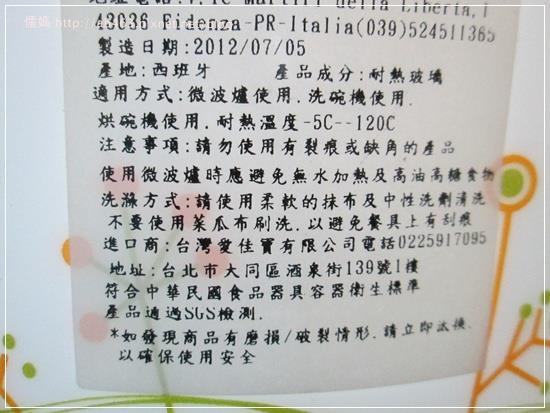 儒媽
地址電話:V.le Martiri della Liberta,1
43036 Fidenza-PR-Italia(039)524511365
製造日期:2012/07/05
產地:西班牙 產品成分:耐熱玻璃
適用方式:微波爐使用.洗碗機使用.
烘碗機使用.耐熱溫度-5C--120C
注意事項:請勿使用有裂痕或缺角的產品
使用微波爐時應避免無水加熱及高油高糖食物
洗滌方式:請使用柔軟的抹布及中性洗劑清洗
不要使用菜瓜布刷洗.以避免餐具上有刮痕
進口商:台灣愛佳寶有限公司電話0225917095
地址:台北市大同區酒泉街139號1樓
符合中華民國食品器具容器衛生標準
產品通過SGS檢測.
*如發現商品有磨損/破裂情形.請立即汰換.
以確保使用安全